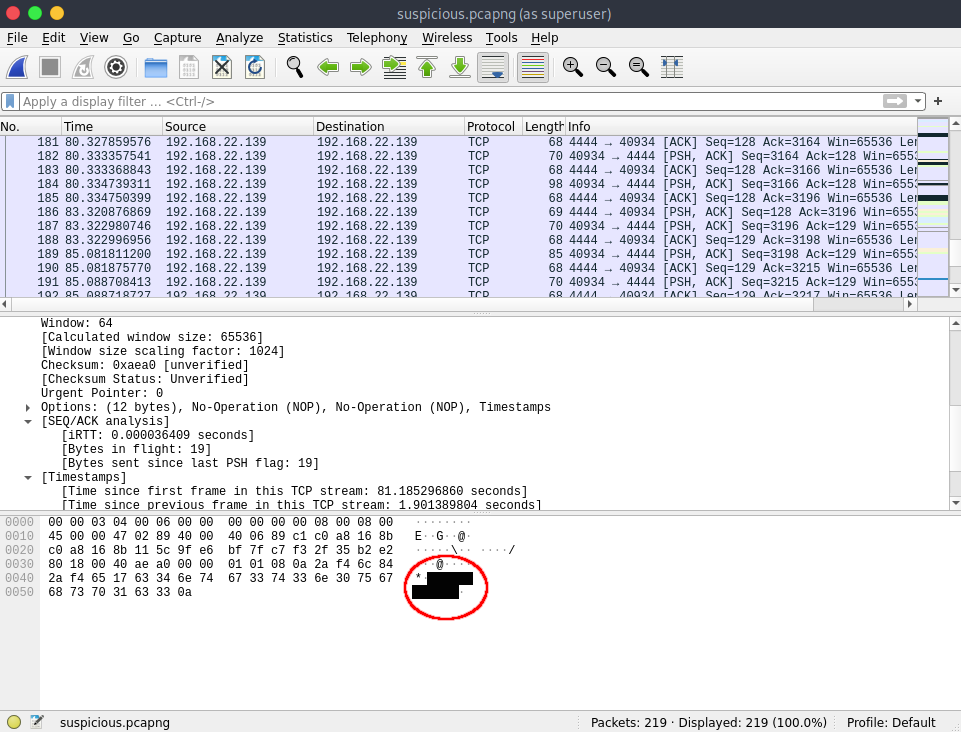 suspicious.pcapng (as superuser)
File Edit View Go Capture Analyze Statistics Telephony Wireless Tools Help
Apply a display filter ... <Ctrl-/>
No. Time Source Destination Protocol Length Info
181 80.327859576 192.168.22.139 192.168.22.139 TCP 68 4444 → 40934 [ACK] Seq=128 Ack=3164 Win=65536 Ler
182 80.333357541 192.168.22.139 192.168.22.139 TCP 70 40934 → 4444 [PSH, ACK] Seq=3164 Ack=128 Win=6553
183 80.333368843 192.168.22.139 192.168.22.139 TCP 68 4444 → 40934 [ACK] Seq=128 Ack=3166 Win=65536 Ler
184 80.334739311 192.168.22.139 192.168.22.139 TCP 98 40934 → 4444 [PSH, ACK] Seq=3166 Ack=128 Win=6553
185 80.334750399 192.168.22.139 192.168.22.139 TCP 68 4444 → 40934 [ACK] Seq=128 Ack=3196 Win=65536 Ler
186 83.320876869 192.168.22.139 192.168.22.139 TCP 69 4444 → 40934 [PSH, ACK] Seq=128 Ack=3196 Win=6553
187 83.322980746 192.168.22.139 192.168.22.139 TCP 70 40934 → 4444 [PSH, ACK] Seq=3196 Ack=129 Win=6553
188 83.322996956 192.168.22.139 192.168.22.139 TCP 68 4444 → 40934 [ACK] Seq=129 Ack=3198 Win=65536 Ler
189 85.081811200 192.168.22.139 192.168.22.139 TCP 85 40934 → 4444 [PSH, ACK] Seq=3198 Ack=129 Win=6553
190 85.081875770 192.168.22.139 192.168.22.139 TCP 68 4444 → 40934 [ACK] Seq=129 Ack=3215 Win=65536 Ler
191 85.088708413 192.168.22.139 192.168.22.139 TCP 70 40934 → 4444 [PSH, ACK] Seq=3215 Ack=129 Win=6553
192 85.088718727 192.168.22.139 192.168.22.139 TCP 68 4444 → 40934 [ACK] Seq=129 Ack=3217 Win=65536 Ler
Window: 64
[Calculated window size: 65536]
[Window size scaling factor: 1024]
Checksum: 0xaea0 [unverified]
[Checksum Status: Unverified]
Urgent Pointer: 0
Options: (12 bytes), No-Operation (NOP), No-Operation (NOP), Timestamps
[SEQ/ACK analysis]
[iRTT: 0.000036409 seconds]
[Bytes in flight: 19]
[Bytes sent since last PSH flag: 19]
[Timestamps]
[Time since first frame in this TCP stream: 81.185296860 seconds]
[Time since previous frame in this TCP stream: 1.901389804 seconds]
0000 00 00 03 04 00 06 00 00 00 00 00 00 08 00 08 00 ········
0010 45 00 00 47 02 89 40 00 40 06 89 c1 c0 a8 16 8b E··G··@·
0020 c0 a8 16 8b 11 5c 9f e6 bf 7f c7 f3 2f 35 b2 e2 ·····\·· ····/
0030 80 18 00 40 ae a0 00 00 01 01 08 0a 2a f4 6c 84 ···@····
0040 2a f4 65 17 63 34 6e 74 67 33 74 33 6e 30 75 67 *·
0050 68 73 70 31 63 33 0a ·
suspicious.pcapng Packets: 219 · Displayed: 219 (100.0%) Profile: Default